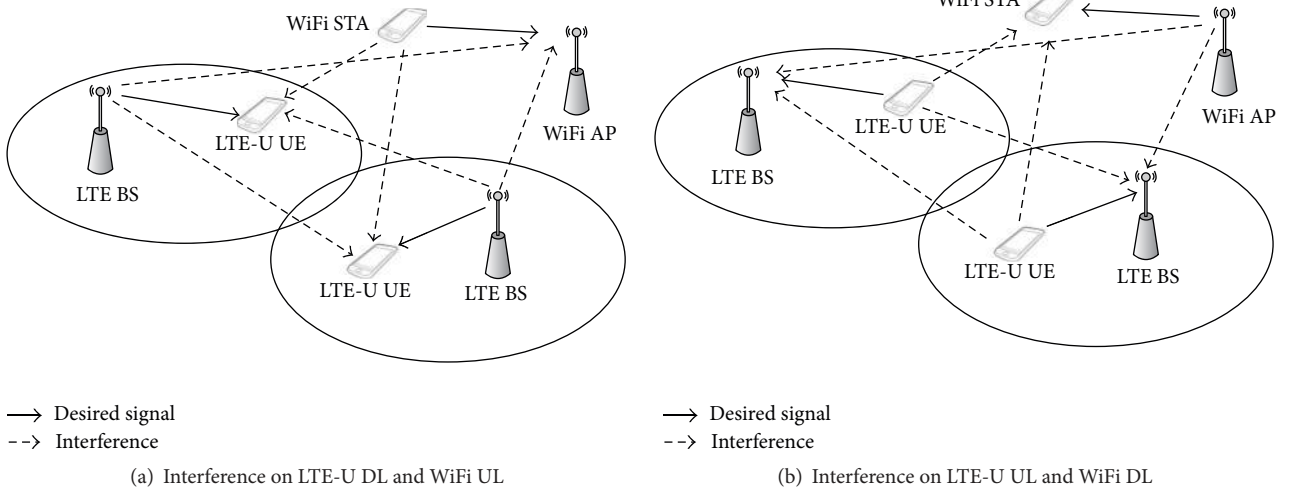 WiFi STA
WiFi AP
LTE-U UE
LTE BS
LTE-U UE
LTE BS
Desired signal
Interference
(a) Interference on LTE-U DL and WiFi UL
WiFi STA
WiFi AP
LTE-U UE
LTE BS
LTE-U UE
LTE BS
Desired signal
Interference
(b) Interference on LTE-U UL and WiFi DL